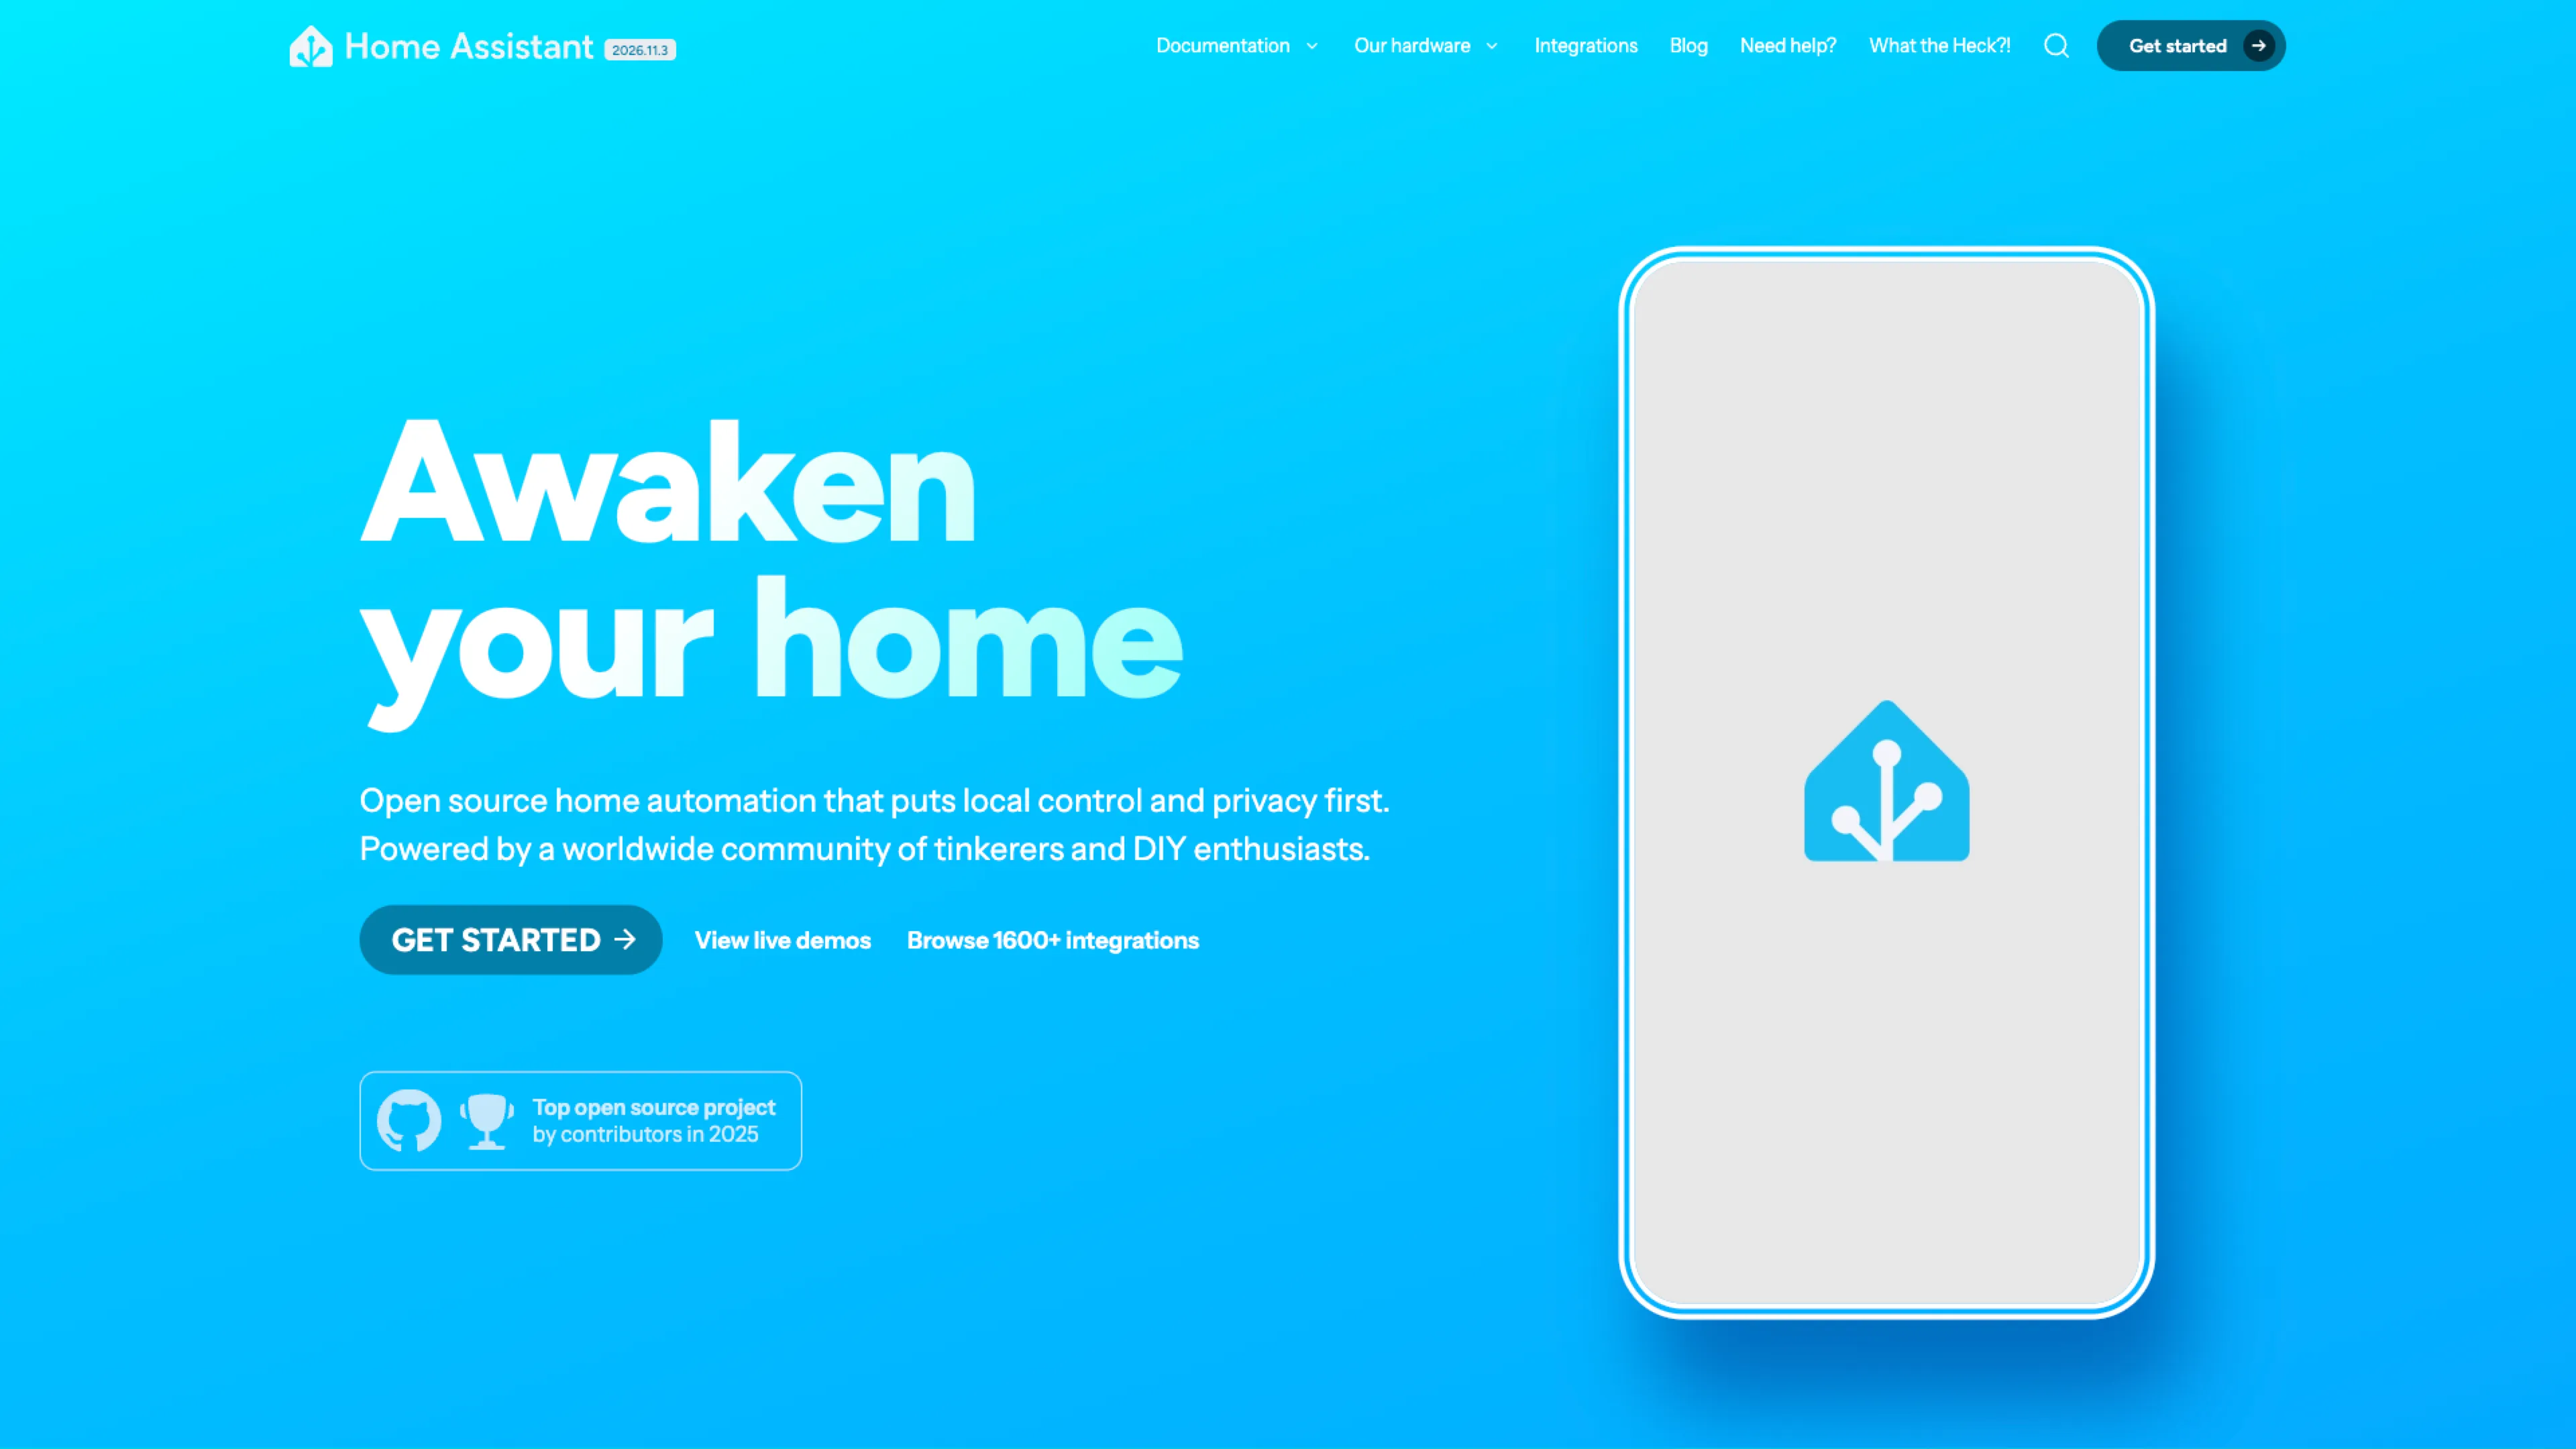 Home Assistant 2026.11.3
Documentation Our hardware Integrations Blog Need help? What the Heck?! Get started
Awaken
your home
Open source home automation that puts local control and privacy first.
Powered by a worldwide community of tinkerers and DIY enthusiasts.
GET STARTED View live demos Browse 1600+ integrations
Top open source project
by contributors in 2025